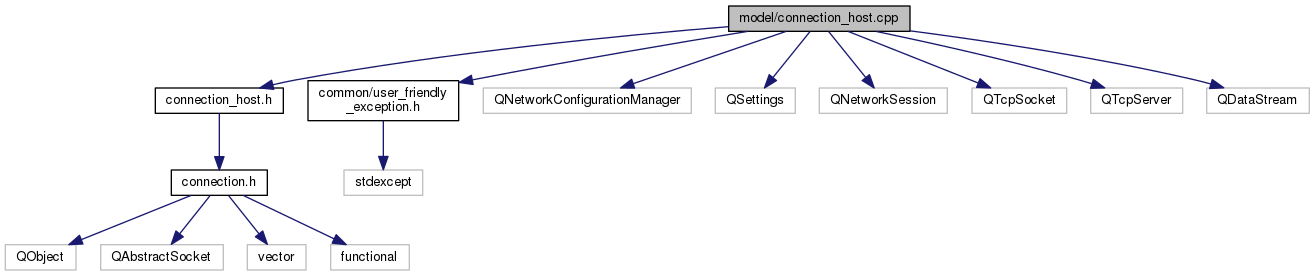 model/connection_host.cpp
connection_host.h
common/user_friendly
_exception.h
QNetworkConfigurationManager
QSettings
QNetworkSession
QTcpSocket
QTcpServer
QDataStream
connection.h
stdexcept
QObject
QAbstractSocket
vector
functional